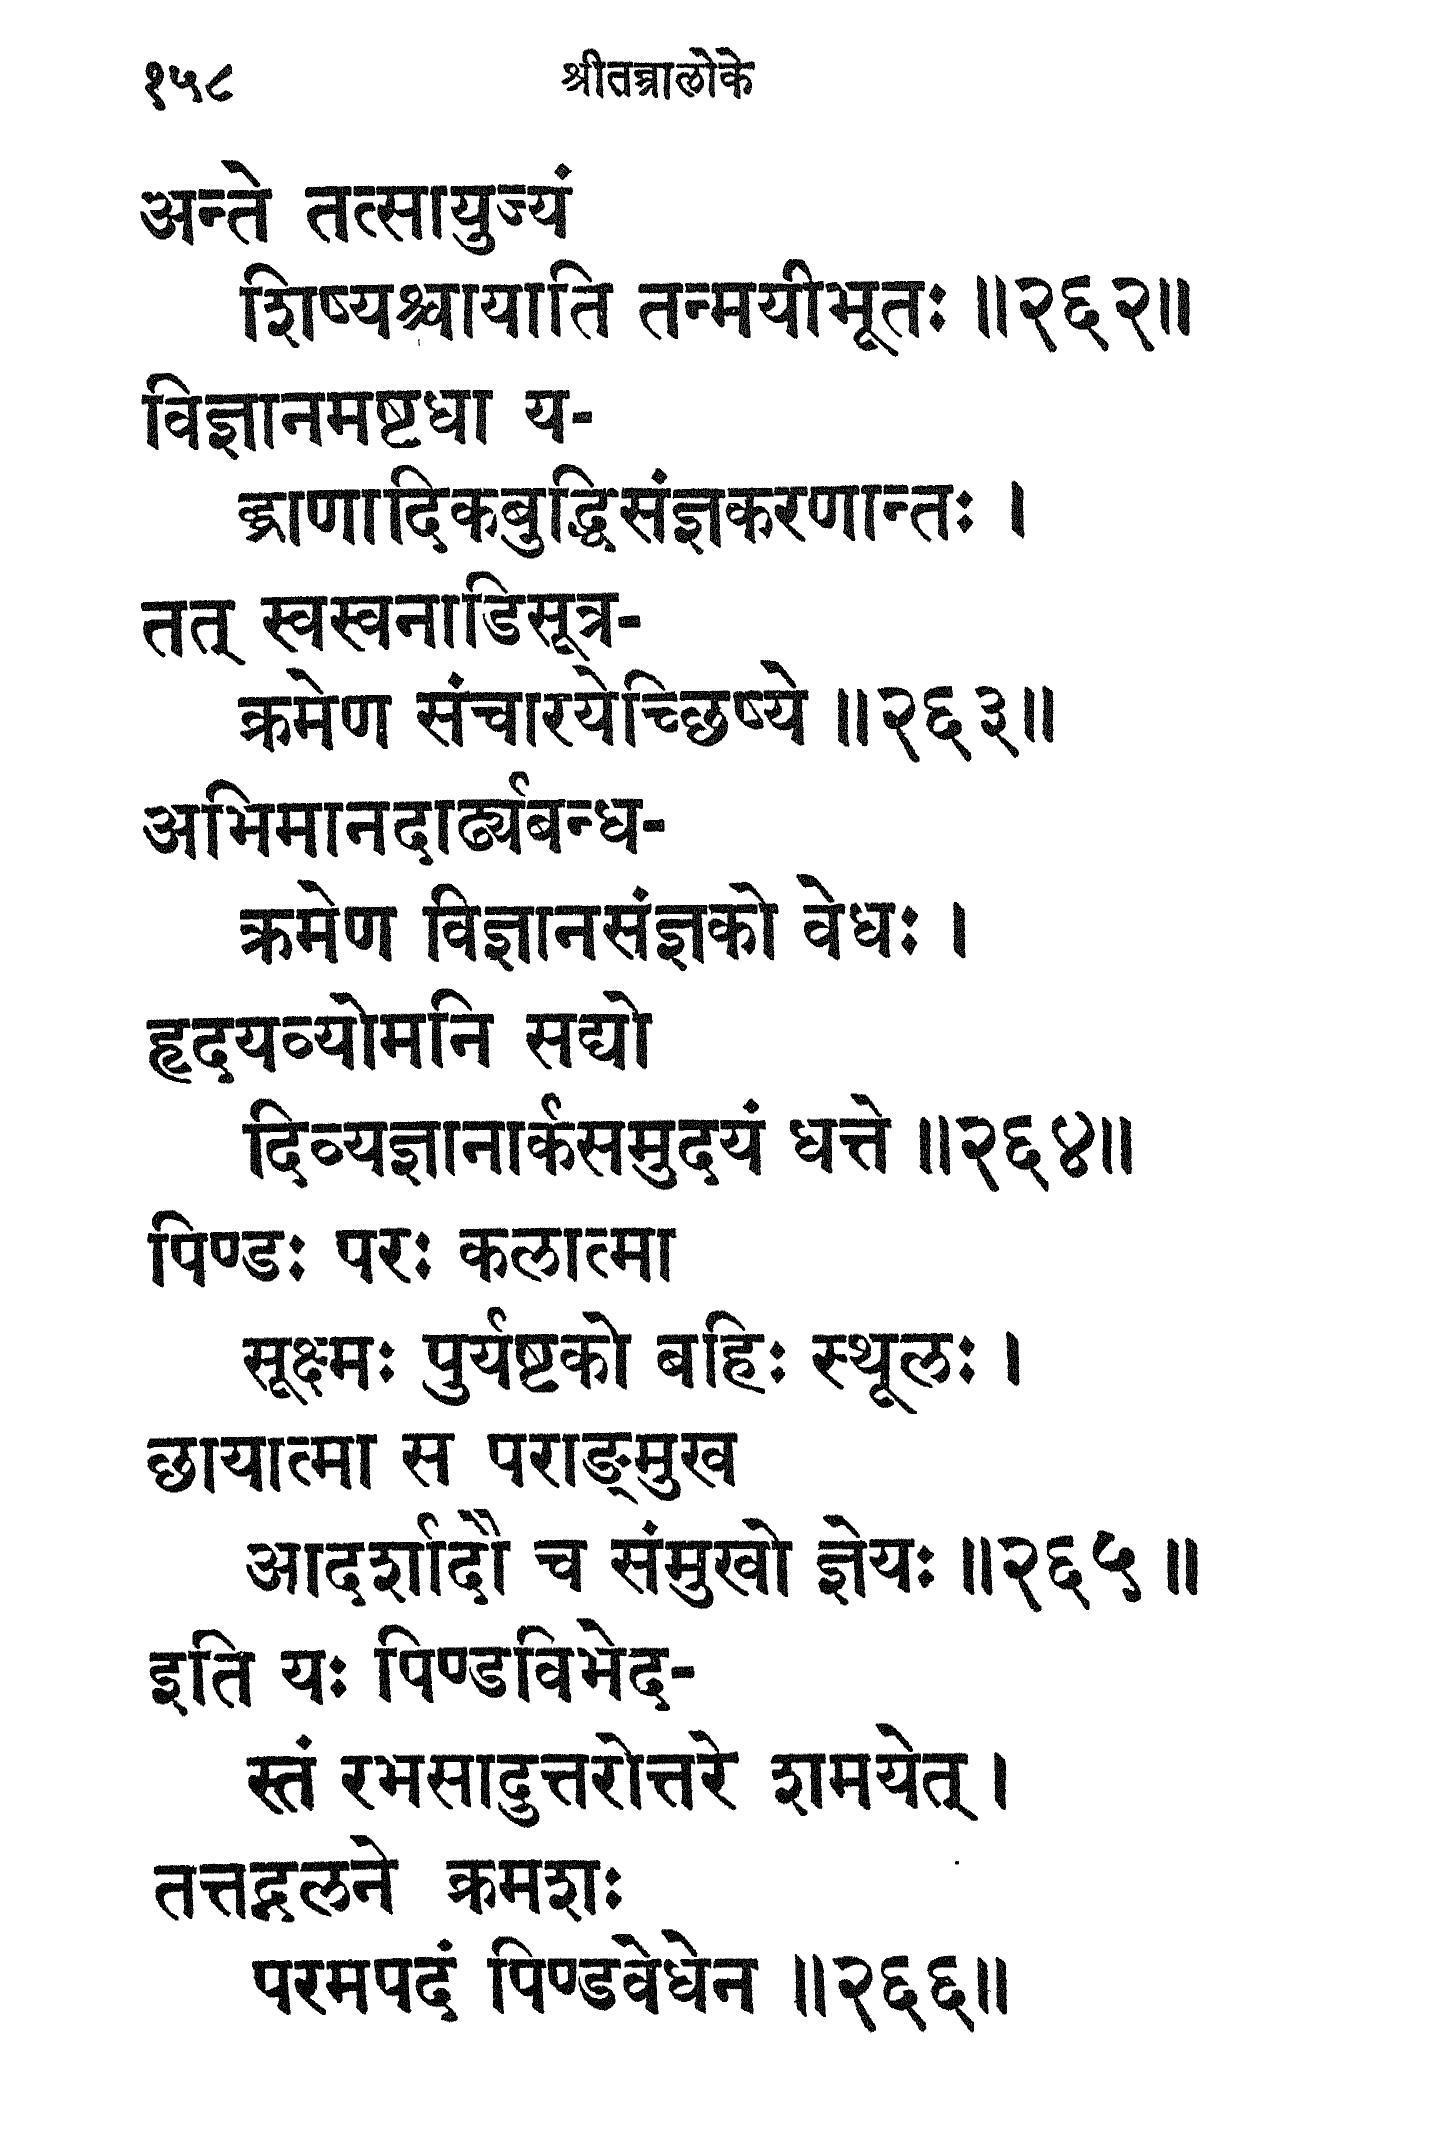 १५८ श्रीतन्त्रालोके
अन्ते तत्सायुज्यं
शिष्यश्चायाति तन्मयीभूतः ॥२६२॥
विज्ञानमष्टधा य-
द्घ्राणादिकबुद्धिसंज्ञकरणान्तः ।
तत् स्वस्वनाडिसूत्र-
क्रमेण संचारयेच्छिष्ये ॥२६३॥
अभिमानदार्ढ्यबन्ध-
क्रमेण विज्ञानसंज्ञको वेधः ।
हृदयव्योमनि सद्यो
दिव्यज्ञानार्कसमुदयं धत्ते ॥२६४॥
पिण्डः परः कलात्मा
सूक्ष्मः पुर्यष्टको बहिः स्थूलः ।
छायात्मा स पराङ्मुख
आदर्शादौ च संमुखो ज्ञेयः ॥२६५॥
इति यः पिण्डविभेद-
स्तं रभसादुत्तरोत्तरे शमयेत् ।
तत्तद्गलने क्रमशः
परमपदं पिण्डवेधेन ॥२६६॥